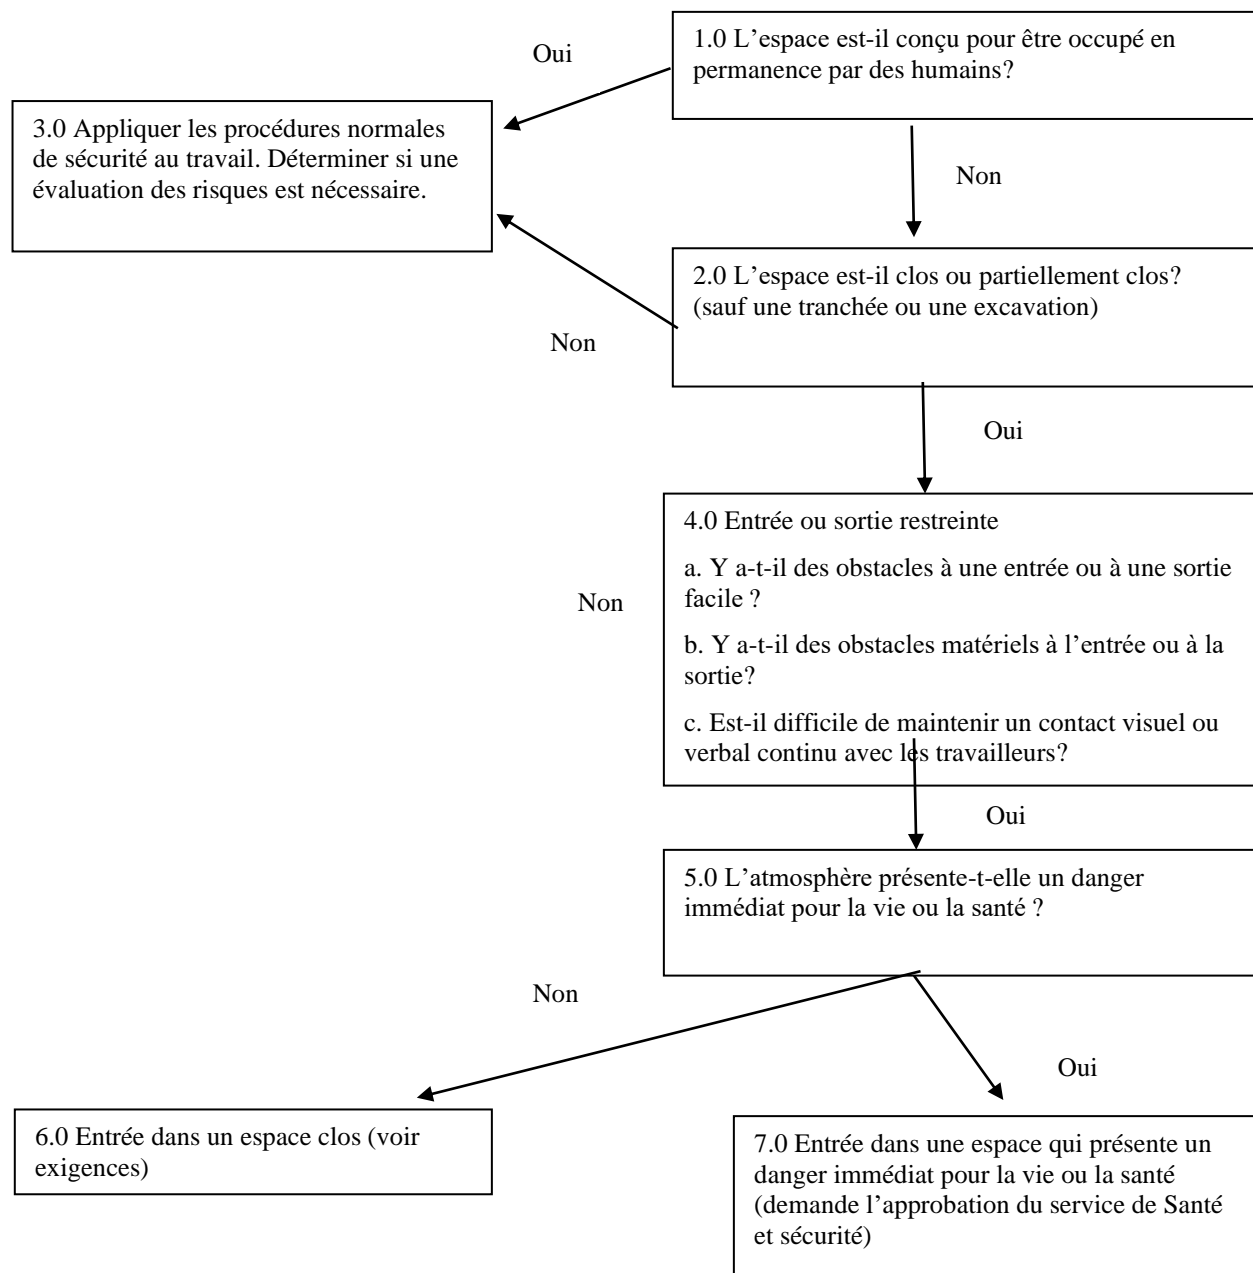 Oui
1.0 L’espace est-il conçu pour être occupé en
permanence par des humains?
3.0 Appliquer les procédures normales
de sécurité au travail. Déterminer si une
évaluation des risques est nécessaire.
Non
2.0 L’espace est-il clos ou partiellement clos?
(sauf une tranchée ou une excavation)
Non
Oui
4.0 Entrée ou sortie restreinte
a. Y a-t-il des obstacles à une entrée ou à une sortie
facile ?
Non
b. Y a-t-il des obstacles matériels à l’entrée ou à la
sortie?
c. Est-il difficile de maintenir un contact visuel ou
verbal continu avec les travailleurs?
Oui
5.0 L’atmosphère présente-t-elle un danger
immédiat pour la vie ou la santé ?
Non
Oui
6.0 Entrée dans un espace clos (voir
exigences)
7.0 Entrée dans une espace qui présente un
danger immédiat pour la vie ou la santé
(demande l’approbation du service de Santé
et sécurité)